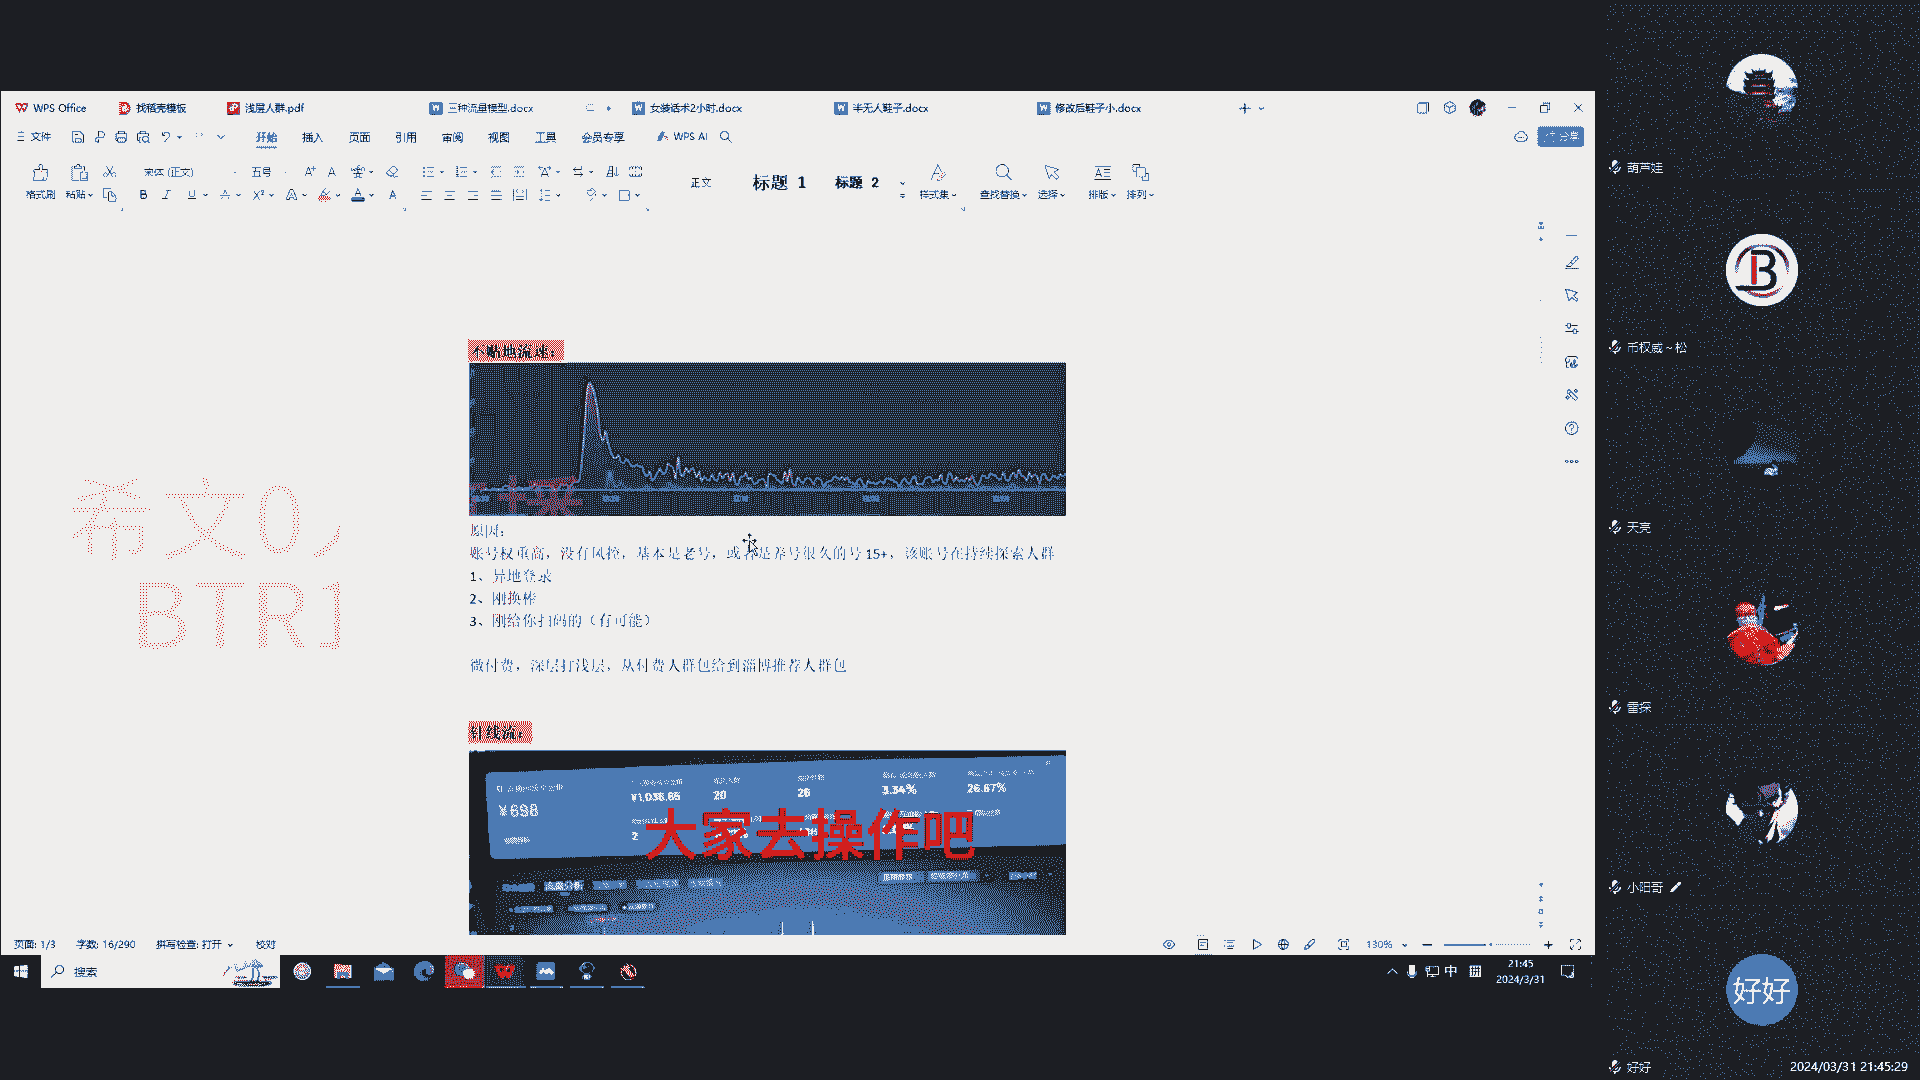 WPS Office
找稻壳模板
浅层人群.pdf
三种流量模型.docx
女装话术2小时.docx
半无人鞋子.docx
修改后鞋子小.docx
文件
开始
插入
页面
引用
审阅
视图
工具
会员专享
WPS AI
分享
格式刷
粘贴
宋体 (正文)
五号
正文
标题 1
标题 2
样式集
查找替换
选择
排版
排列
不贴地流速：
原因：
账号权重高，没有风控，基本是老号，或者是养号很久的号 15+，该账号在持续探索人群
1、异地登录
2、刚换棒
3、刚给你扫码的（有可能）
微付费，深层打浅层，从付费人群包给到淄博推荐人群包
针线流：
¥698
¥1,036.65
20
26
3.34%
26.67%
2
流量分析
大家去操作吧
希文0,
BTR1
页面: 1/3
字数: 16/290
拼写检查: 打开
校对
130%
搜索
中
21:45
2024/3/31
葫芦娃
币权威~松
天亮
雷探
小阳哥
好好
好好
2024/03/31 21:45:29